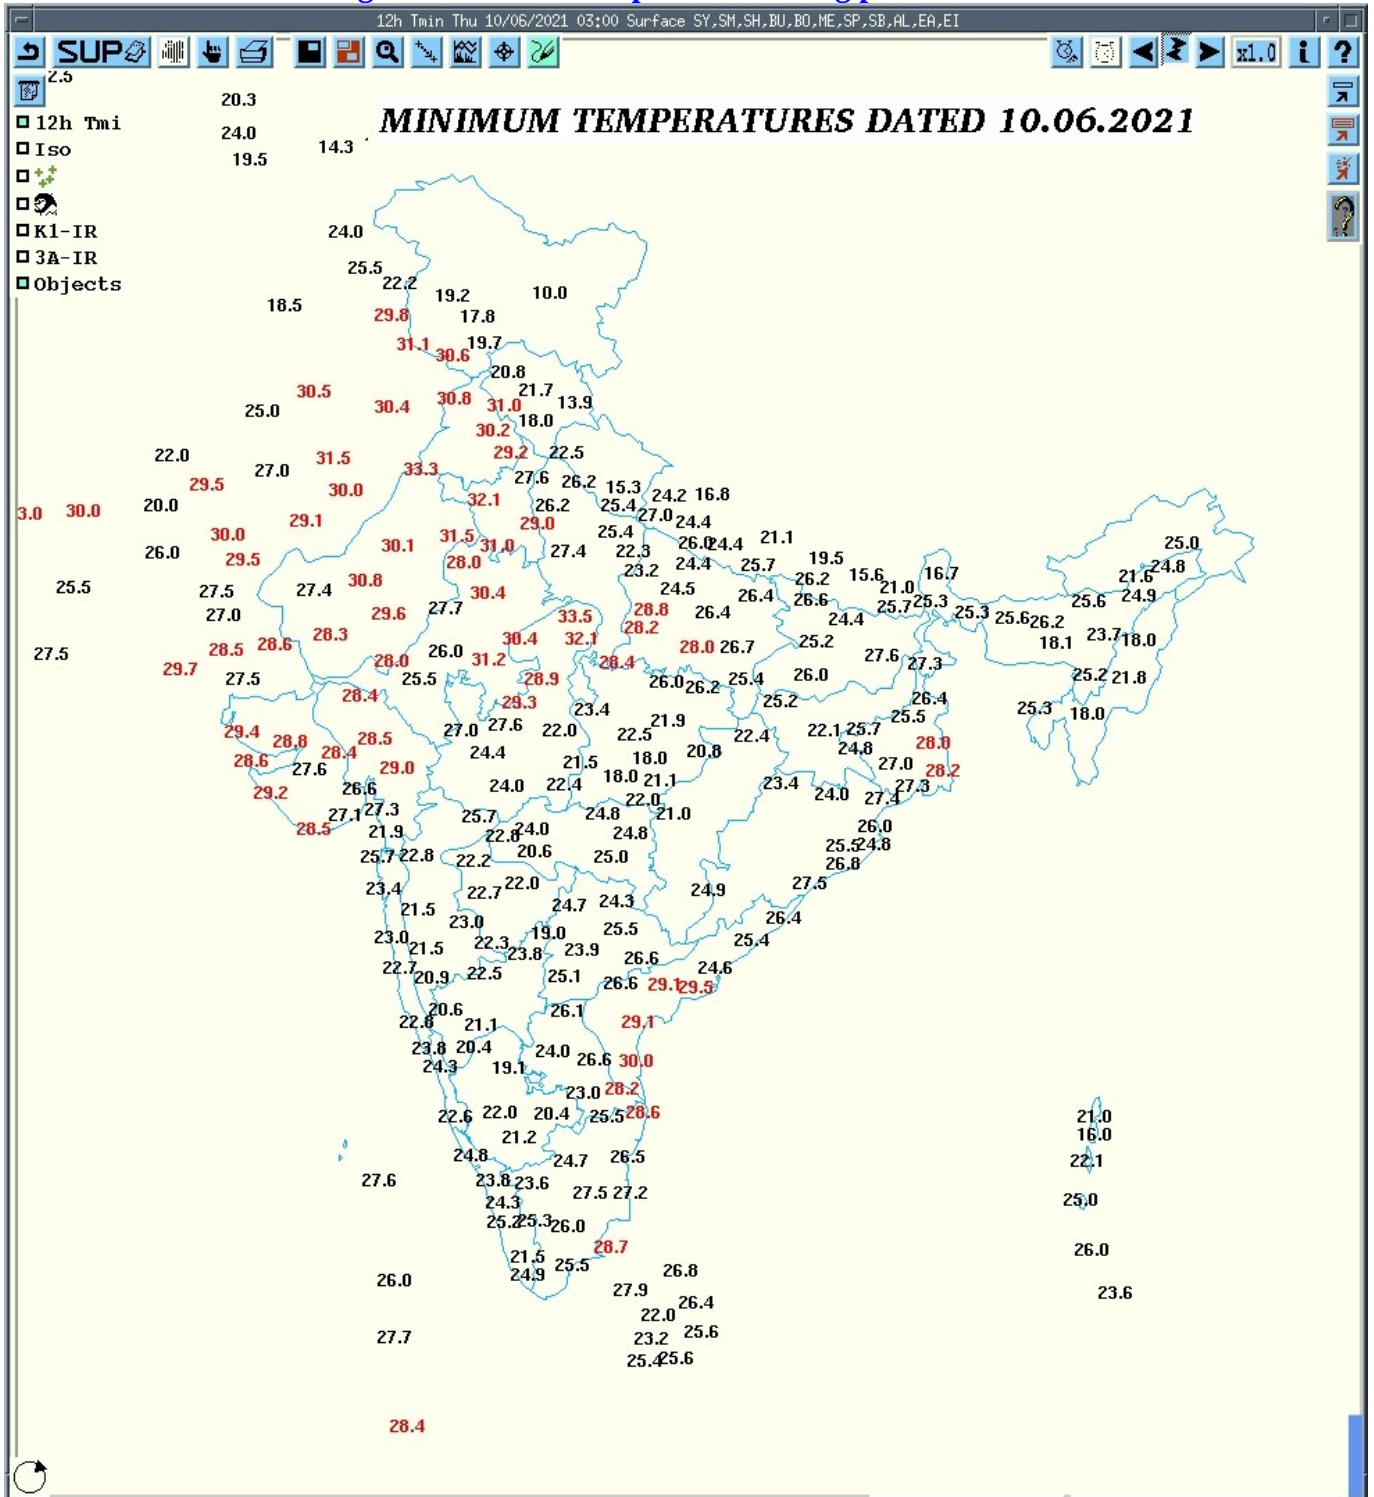 12h Tmin Thu 10/06/2021 03:00 Surface SY,SM,SH,BU,BO,ME,SP,SB,AL,EA,EI
SUP x1.0 i ?
2.5
20.3
MINIMUM TEMPERATURES DATED 10.06.2021
12h Tmi
24.0
14.3
Iso
19.5
K1-IR
24.0
3A-IR
25.5
Objects
22.2
19.2 10.0
18.5
29.8 17.8
31.1 30.6 19.7
20.8
30.5 21.7
25.0 30.4 30.8 31.0 13.9
18.0
30.2
22.0 31.5 29.2 22.5
27.0 33.3
29.5 30.0 27.6 26.2 15.3 24.2 16.8
3.0 30.0 20.0 32.1 26.2 25.4 27.0
29.1 29.0 24.4
30.0 31.5 25.4 21.1
26.0 29.5 30.1 31.0 27.4 22.3 26.0 24.4 25.0
28.0 23.2 24.4 25.7 19.5 24.8
25.5 27.5 27.4 30.8 30.4 24.5 26.2 15.6 21.0 16.7 21.6
27.0 29.6 27.7 28.8 26.4 26.4 26.6 25.7 25.3 25.3 25.6 24.9
33.5 28.2 24.4 25.6 26.2
28.5 28.6 28.3 30.4 32.1 28.0 26.7 25.2 18.1 23.7 18.0
27.5 29.7 28.0 26.0 31.2 28.4 27.6 27.3
27.5 25.5 28.9 26.0 26.2 25.4 26.0 25.2 21.8
28.4 29.3 23.4 25.2 26.4
29.4 27.0 27.6 22.0 22.5 21.9 22.4 22.1 25.7 25.5 25.3 18.0
28.8 28.5 24.4 20.8 24.8 28.0
28.6 27.6 28.4 29.0 21.5 18.0 27.0 28.2
29.2 26.6 24.0 22.4 18.0 21.1 23.4 24.0 27.4 27.3
27.1 27.3 25.7 22.0 21.0
28.5 21.9 22.8 24.0 24.8 24.8 26.0
25.7 22.8 22.2 20.6 25.0 25.5 24.8
26.8
23.4 22.7 22.0 24.9 27.5
21.5 24.7 24.3
23.0 19.0 25.5 26.4
23.0 21.5 22.3 23.8 23.9 25.4
22.7 20.9 22.5 25.1 26.6 24.6
26.6 29.1 29.5
20.6 26.1
22.8 21.1 29.1
23.8 20.4 24.0
24.3 19.1 26.6 30.0
23.0 28.2
22.6 22.0 20.4 25.5 28.6 21.0
21.2 16.0
24.8 24.7 26.5 22.1
27.6 23.8 23.6
24.3 27.5 27.2 25.0
25.3 26.0
28.7 26.0
21.5 25.5
26.0 24.9 26.8
27.9 26.4 23.6
22.0
27.7 23.2 25.6
25.4 25.6
28.4